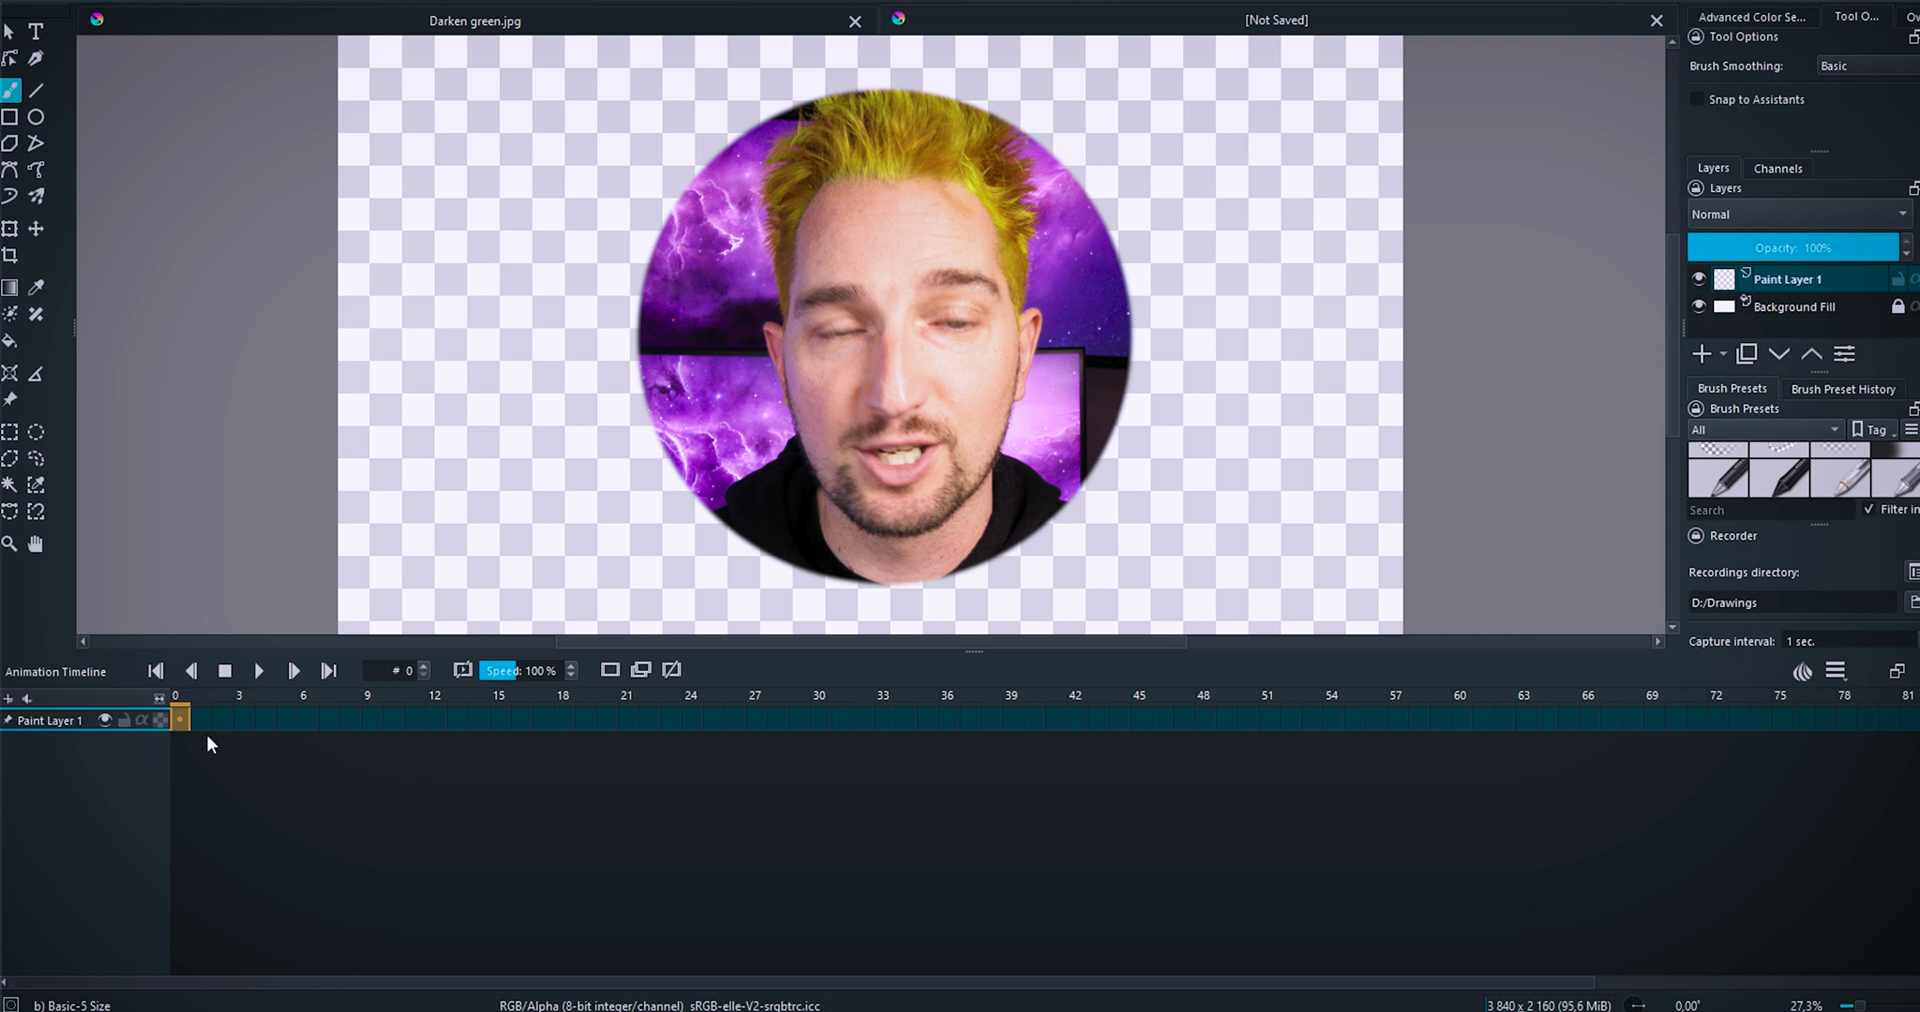 Darken green.jpg
[Not Saved]
Advanced Color Se...
Tool O...
Ov
Tool Options
Brush Smoothing:
Basic
Snap to Assistants
Layers
Channels
Layers
Normal
Opacity: 100%
Paint Layer 1
Background Fill
Brush Presets
Brush Preset History
Brush Presets
All
Tag
Search
Filter in
Recorder
Recordings directory:
D:/Drawings
Capture interval:
1 sec.
Animation Timeline
# 0
Speed: 100 %
0 3 6 9 12 15 18 21 24 27 30 33 36 39 42 45 48 51 54 57 60 63 66 69 72 75 78 81
Paint Layer 1
b) Basic-5 Size
RGB/Alpha (8-bit integer/channel) sRGB-elle-V2-srgbtrc.icc
3 840 x 2 160 (95,6 MiB)
0,00°
27,3%